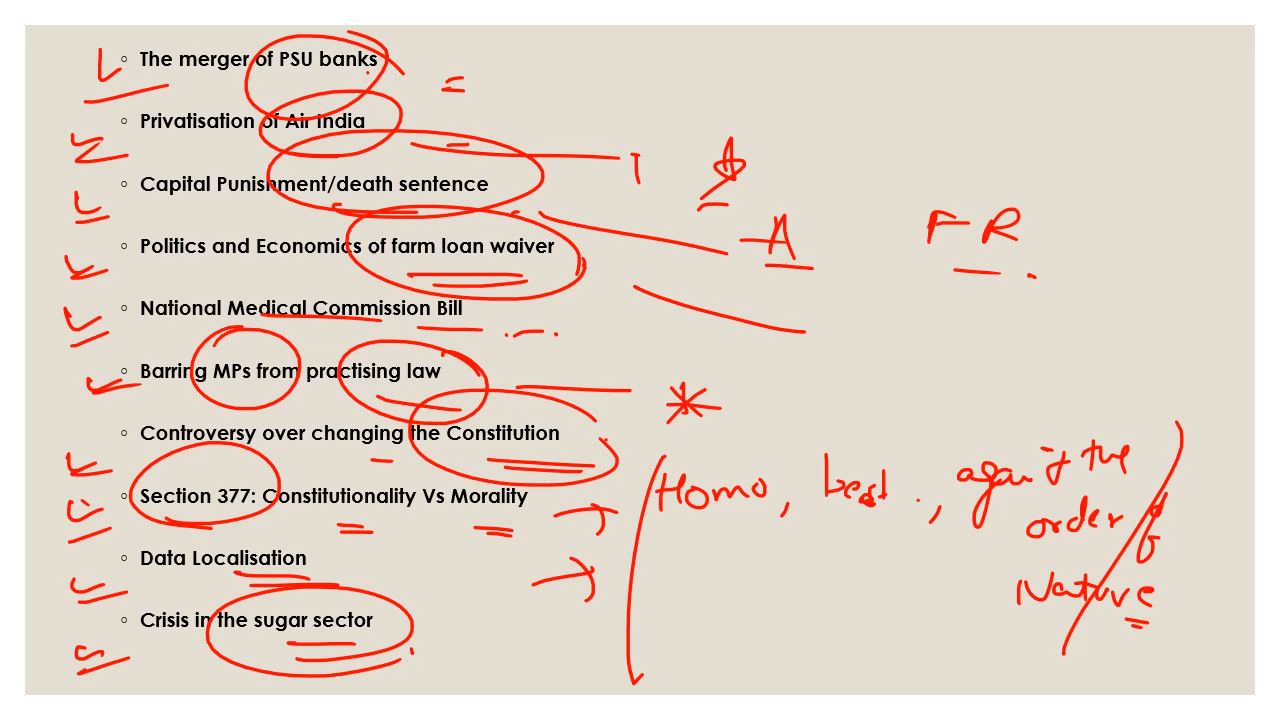 The merger of PSU banks
Privatisation of Air India
Capital Punishment/death sentence
Politics and Economics of farm loan waiver
A
F R
National Medical Commission Bill
Barring MPs from practising law
Controversy over changing the Constitution
Section 377: Constitutionality Vs Morality
Homo, best., against the
order of
Nature
Data Localisation
Crisis in the sugar sector